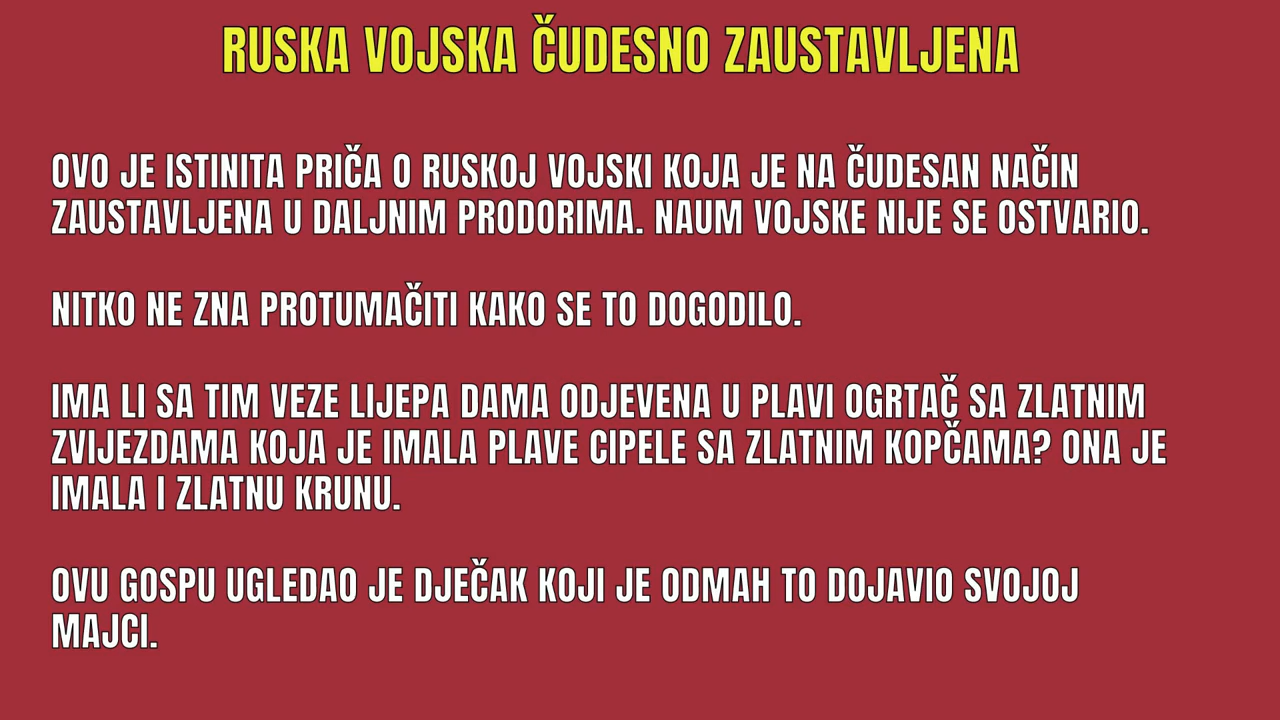 RUSKA VOJSKA ČUDESNO ZAUSTAVLJENA
OVO JE ISTINITA PRIČA O RUSKOJ VOJSKI KOJA JE NA ČUDESAN NAČIN
ZAUSTAVLJENA U DALJNIM PRODORIMA. NAUM VOJSKE NIJE SE OSTVARIO.
NITKO NE ZNA PROTUMAČITI KAKO SE TO DOGODILO.
IMA LI SA TIM VEZE LIJEPA DAMA ODJEVENA U PLAVI OGRTAČ SA ZLATNIM
ZVIJEZDAMA KOJA JE IMALA PLAVE CIPELE SA ZLATNIM KOPČAMA? ONA JE
IMALA I ZLATNU KRUNU.
OVU GOSPU UGLEDAO JE DJEČAK KOJI JE ODMAH TO DOJAVIO SVOJOJ
MAJCI.